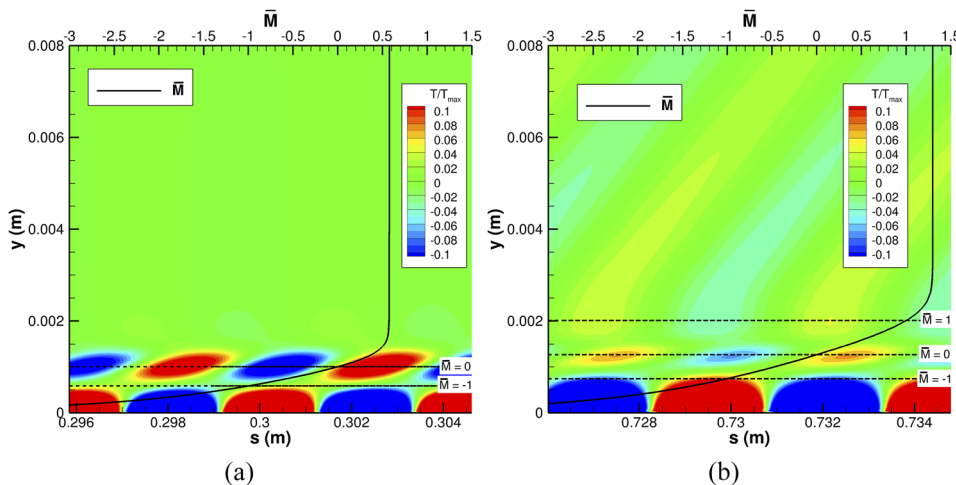 M̄
-3 -2.5 -2 -1.5 -1 -0.5 0 0.5 1 1.5
0.008
0.006
0.004
0.002
0
y (m)
M̄
T/Tmax
0.1
0.08
0.06
0.04
0.02
0
-0.02
-0.04
-0.06
-0.08
-0.1
M̄ = 0
M̄ = -1
0.296 0.298 0.3 0.302 0.304
s (m)
(a)
M̄
-3 -2.5 -2 -1.5 -1 -0.5 0 0.5 1 1.5
0.008
0.006
0.004
0.002
0
y (m)
M̄
T/Tmax
0.1
0.08
0.06
0.04
0.02
0
-0.02
-0.04
-0.06
-0.08
-0.1
M̄ = 1
M̄ = 0
M̄ = -1
0.728 0.73 0.732 0.734
s (m)
(b)